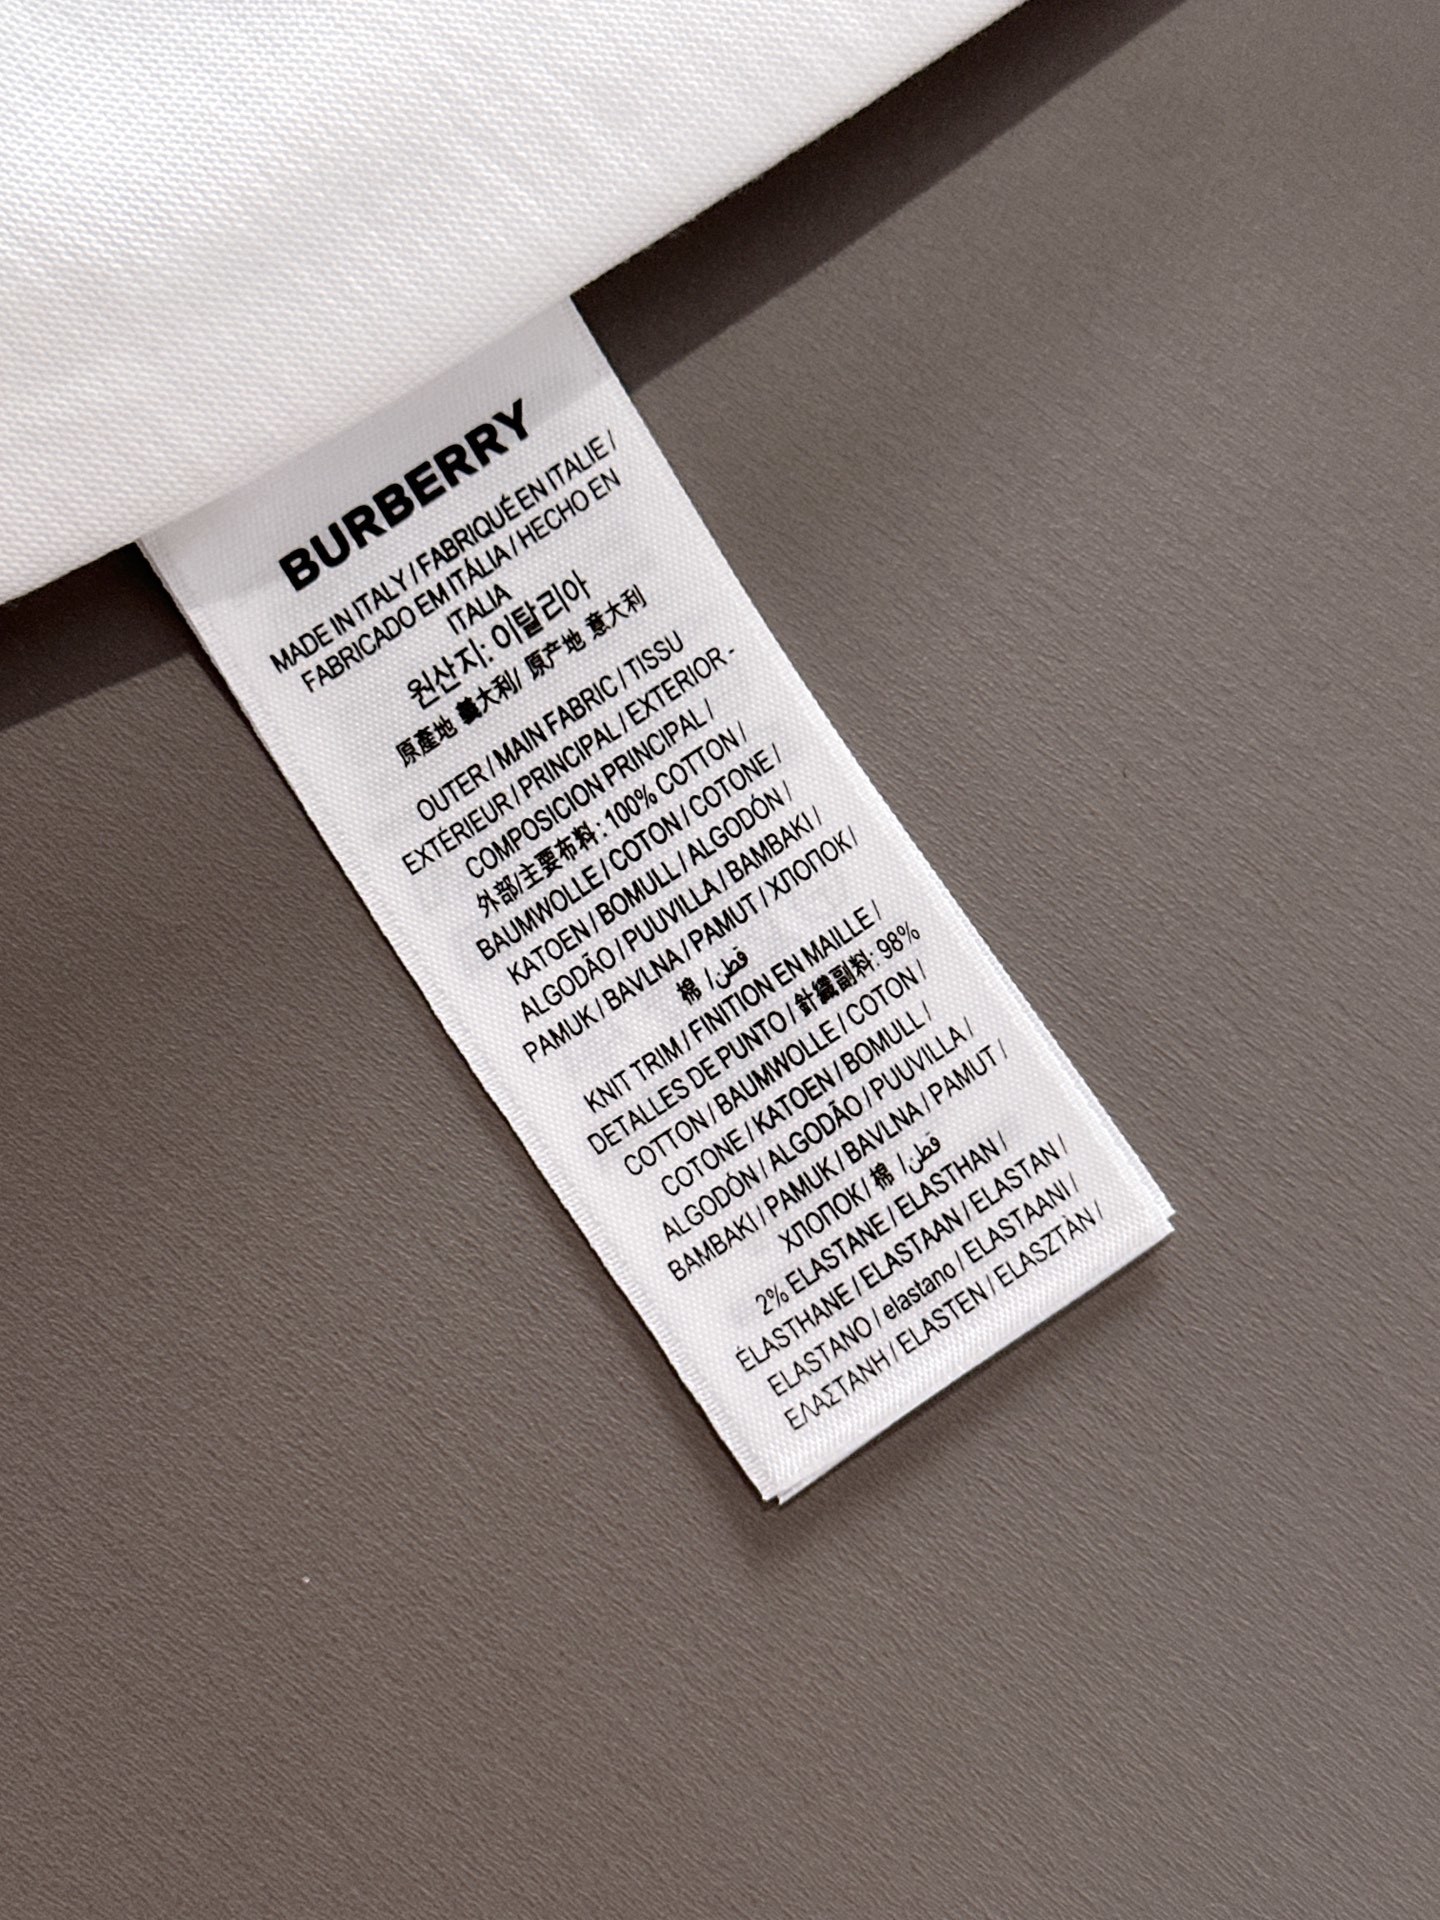 BURBERRY
MADE IN ITALY / FABRIQUÉ EN ITALIE /
FABRICADO EM ITÁLIA / HECHO EN
ITALIA
원산지: 이탈리아
原產地 義大利/ 原产地 意大利
OUTER / MAIN FABRIC / TISSU
EXTÉRIEUR / PRINCIPAL / EXTERIOR -
COMPOSICION PRINCIPAL /
外部/主要布料: 100% COTTON /
BAUMWOLLE / COTON / COTONE /
KATOEN / BOMULL / ALGODÓN /
ALGODÃO / PUUVILLA / BAMBAKI /
PAMUK / BAVLNA / PAMUT / ХЛОПОК /
棉 /قطن
KNIT TRIM / FINITION EN MAILLE /
DETALLES DE PUNTO / 針織副料: 98%
COTTON / BAUMWOLLE / COTON /
COTONE / KATOEN / BOMULL /
ALGODÓN / ALGODÃO / PUUVILLA /
BAMBAKI / PAMUK / BAVLNA / PAMUT /
ХЛОПОК / 棉 /قطن
2% ELASTANE / ELASTHAN /
ÉLASTHANE / ELASTAAN / ELASTAN /
ELASTANO / elastano / ELASTAANI /
ΕΛΑΣΤΑΝΗ / ELASTEN / ELASZTÀN /